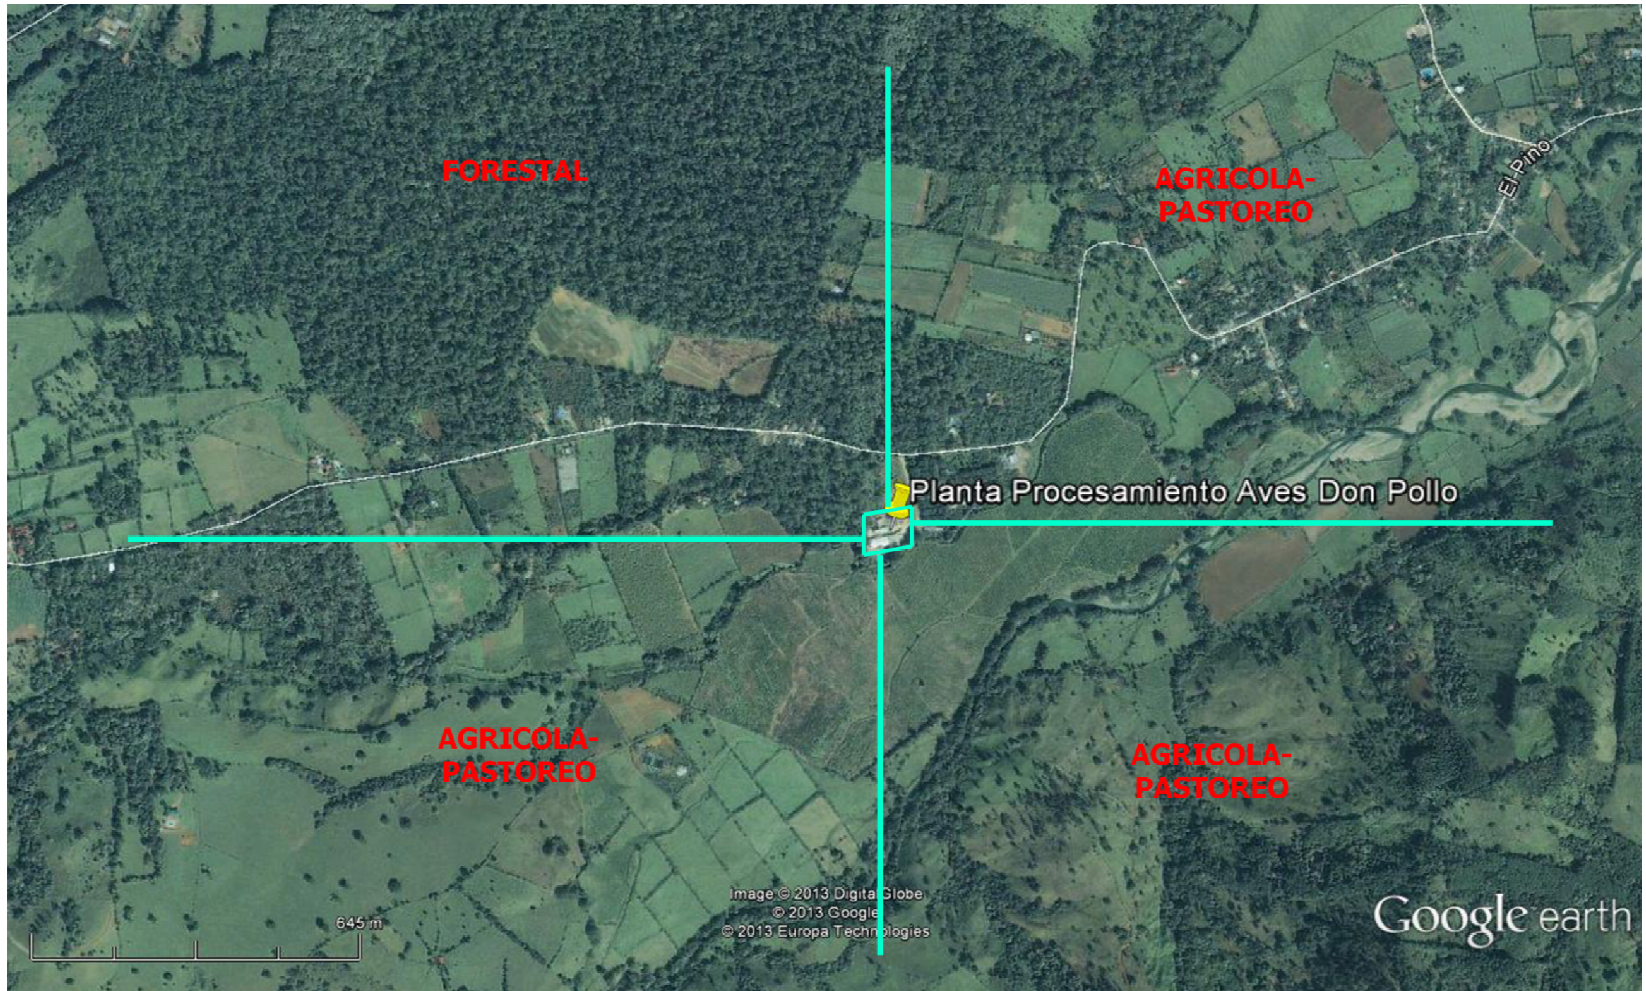 FORESTAL
AGRICOLA-
PASTOREO
El Pino
Planta Procesamiento Aves Don Pollo
AGRICOLA-
PASTOREO
AGRICOLA-
PASTOREO
Image © 2013 DigitalGlobe
© 2013 Google
© 2013 Europa Technologies
645 m
Google earth